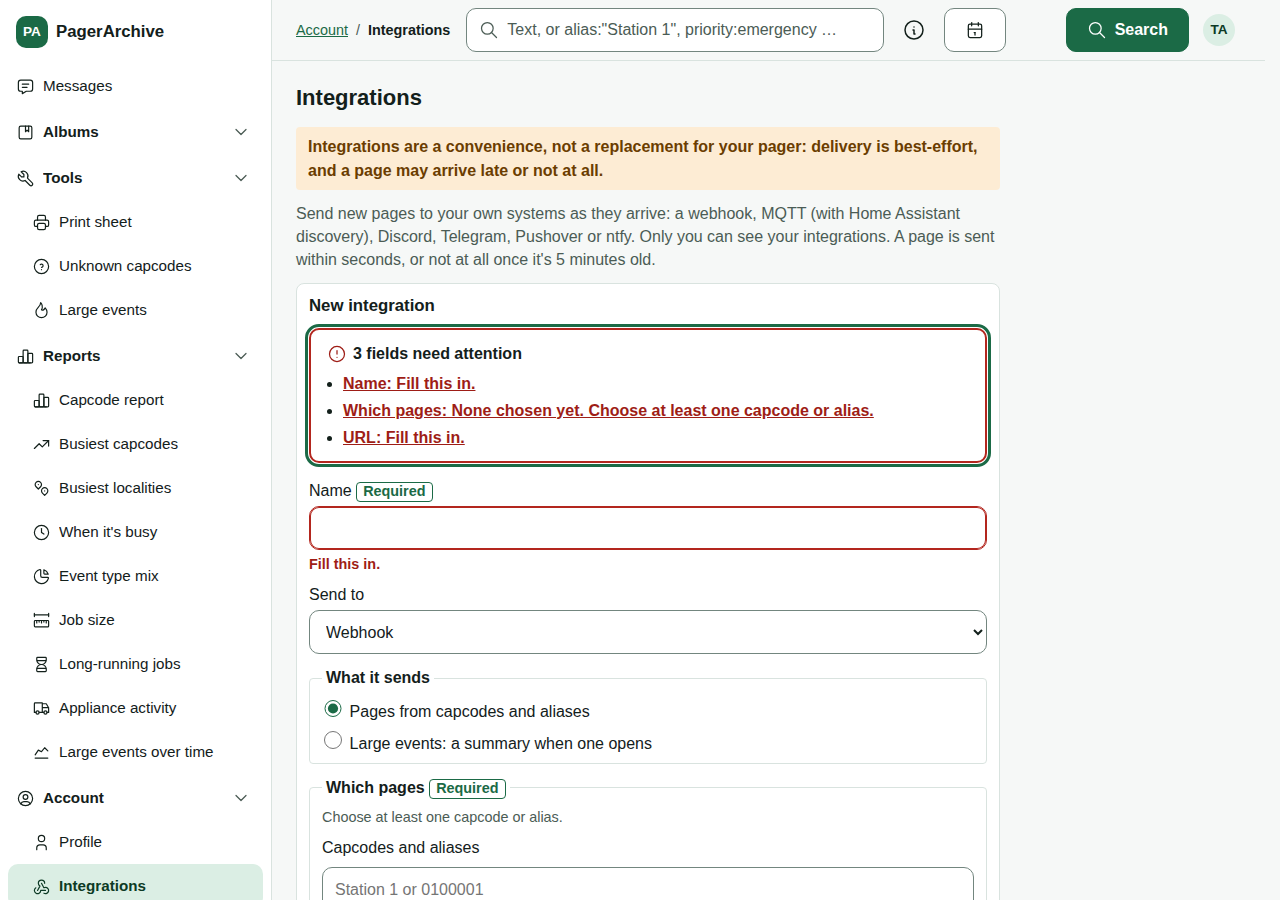 PA PagerArchive
Messages
Albums
Tools
Print sheet
Unknown capcodes
Large events
Reports
Capcode report
Busiest capcodes
Busiest localities
When it's busy
Event type mix
Job size
Long-running jobs
Appliance activity
Large events over time
Account
Profile
Integrations
Account / Integrations
Text, or alias:"Station 1", priority:emergency …
Search
TA
Integrations
Integrations are a convenience, not a replacement for your pager: delivery is best-effort,
and a page may arrive late or not at all.
Send new pages to your own systems as they arrive: a webhook, MQTT (with Home Assistant
discovery), Discord, Telegram, Pushover or ntfy. Only you can see your integrations. A page is sent
within seconds, or not at all once it's 5 minutes old.
New integration
3 fields need attention
Name: Fill this in.
Which pages: None chosen yet. Choose at least one capcode or alias.
URL: Fill this in.
Name Required
Fill this in.
Send to
Webhook
What it sends
Pages from capcodes and aliases
Large events: a summary when one opens
Which pages Required
Choose at least one capcode or alias.
Capcodes and aliases
Station 1 or 0100001